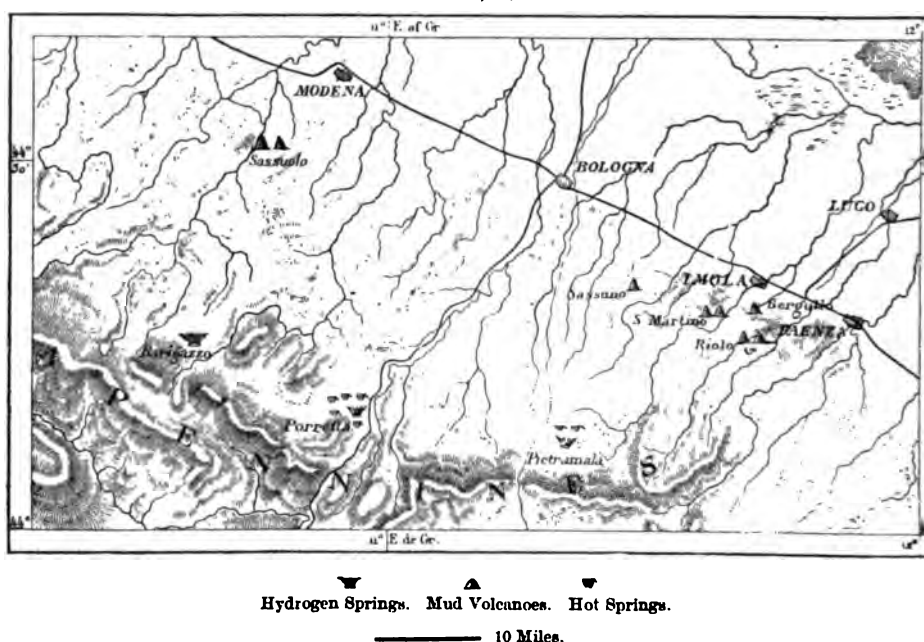 11° E of Gr
12°
MODENA
44°
30'
Sassuolo
BOLOGNA
LUGO
Sassuno
IMOLA
Bergullo
S Martino
FAENZA
Riolo
Barigazzo
Porretta
Pietramala
A P E N N I N E S
44°
11° E de Gr.
12°
Hydrogen Springs. Mud Volcanoes. Hot Springs.
10 Miles.